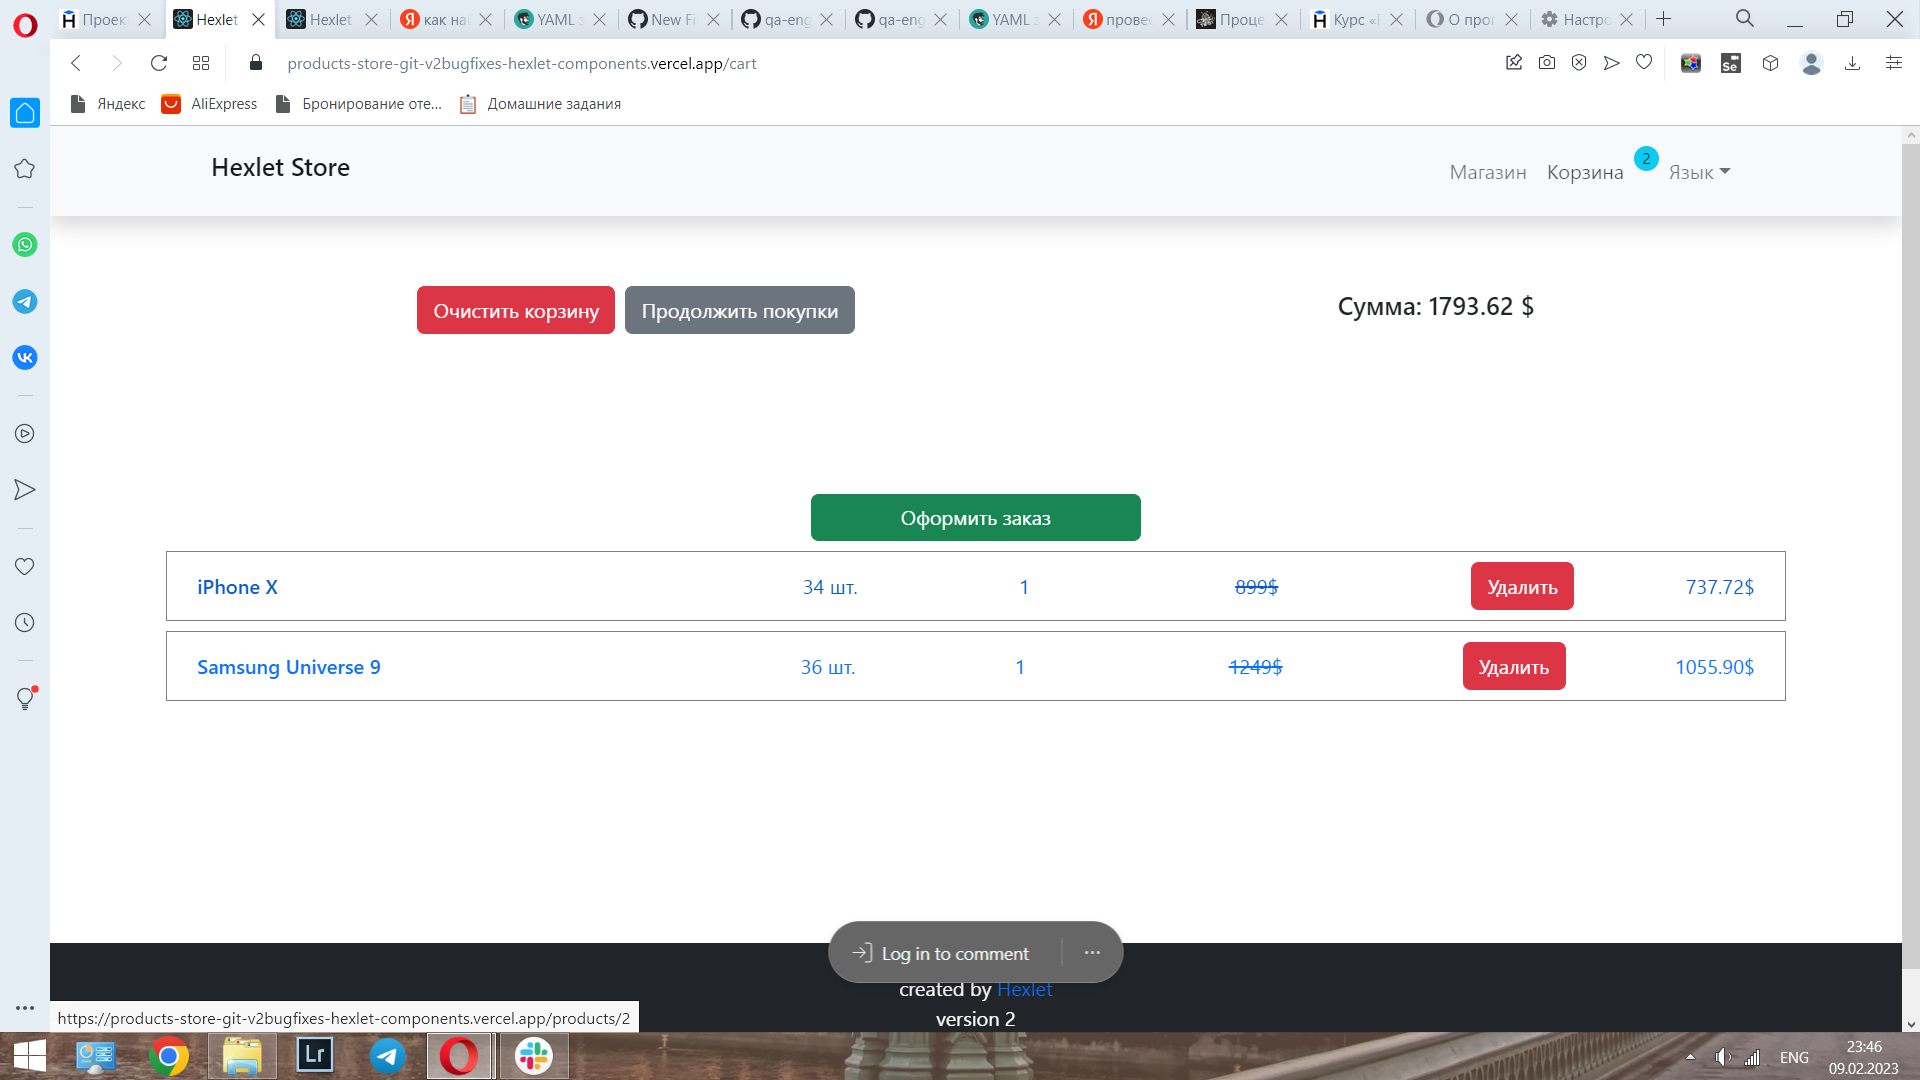 Проек
Hexlet
Hexlet
как наш
YAML з
New Fi
qa-eng
qa-eng
YAML з
прове
Проце
О прог
Настро
products-store-git-v2bugfixes-hexlet-components.vercel.app/cart
Яндекс
AliExpress
Бронирование оте...
Домашние задания
Hexlet Store
Магазин
Корзина
2
Язык
Очистить корзину
Продолжить покупки
Сумма: 1793.62 $
Оформить заказ
iPhone X 34 шт. 1 899$ Удалить 737.72$
Samsung Universe 9 36 шт. 1 1249$ Удалить 1055.90$
Log in to comment
created by Hexlet
version 2
https://products-store-git-v2bugfixes-hexlet-components.vercel.app/products/2
Lr
ENG
23:46
09.02.2023